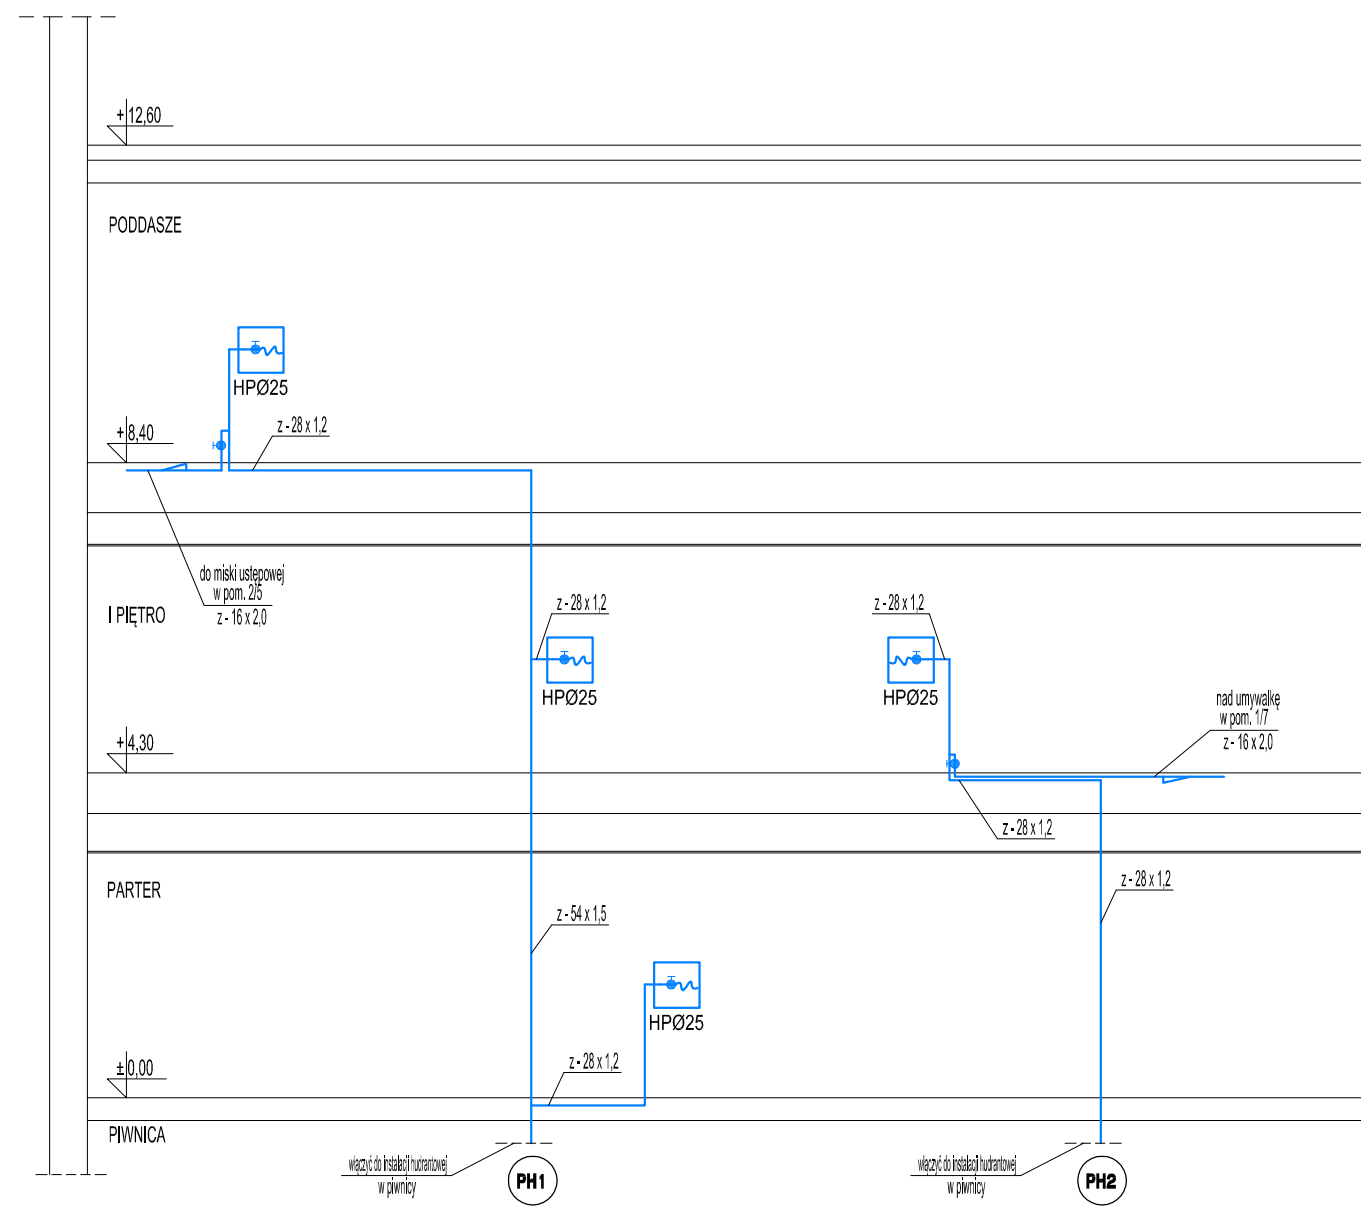 +12,60
PODDASZE
HPØ25
z - 28 x 1,2
+8,40
do miski ustępowej
w pom. 2/5
z - 16 x 2,0
I PIĘTRO
z - 28 x 1,2
HPØ25
z - 28 x 1,2
HPØ25
nad umywalkę
w pom. 1/7
z - 16 x 2,0
+4,30
z - 28 x 1,2
PARTER
z - 28 x 1,2
z - 54 x 1,5
HPØ25
z - 28 x 1,2
±0,00
PIWNICA
włączyć do instalacji hudrantowej
w piwnicy
PH1
włączyć do instalacji hudrantowej
w piwnicy
PH2